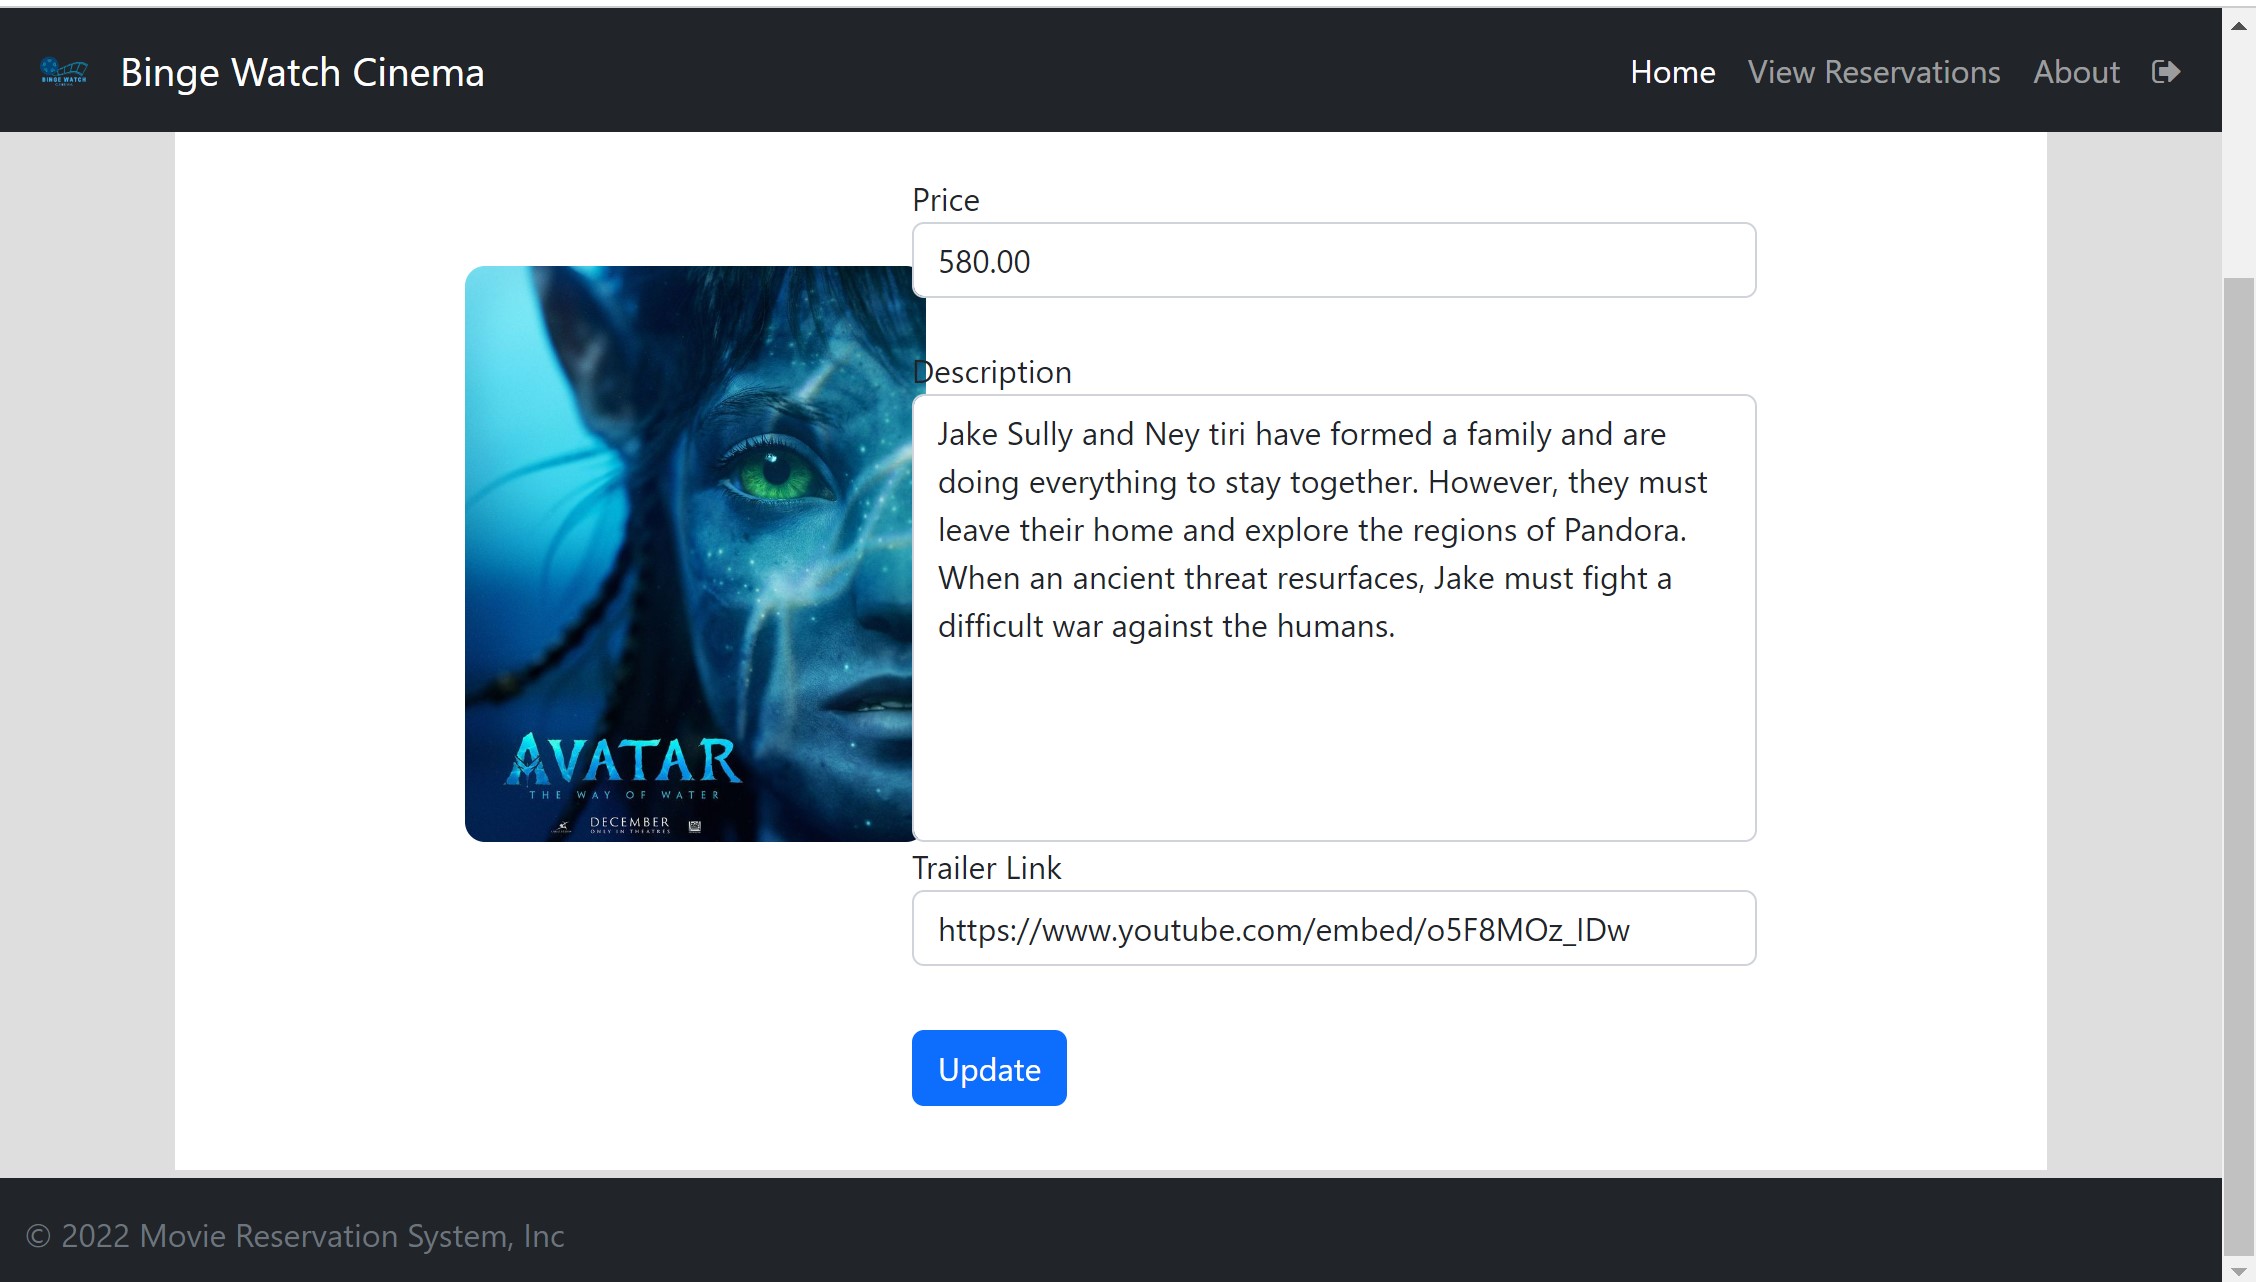 BINGE WATCH
Binge Watch Cinema
Home
View Reservations
About
Price
580.00
Description
Jake Sully and Ney tiri have formed a family and are
doing everything to stay together. However, they must
leave their home and explore the regions of Pandora.
When an ancient threat resurfaces, Jake must fight a
difficult war against the humans.
AVATAR
THE WAY OF WATER
DECEMBER
ONLY IN THEATRES
Trailer Link
https://www.youtube.com/embed/o5F8MOz_IDw
Update
© 2022 Movie Reservation System, Inc